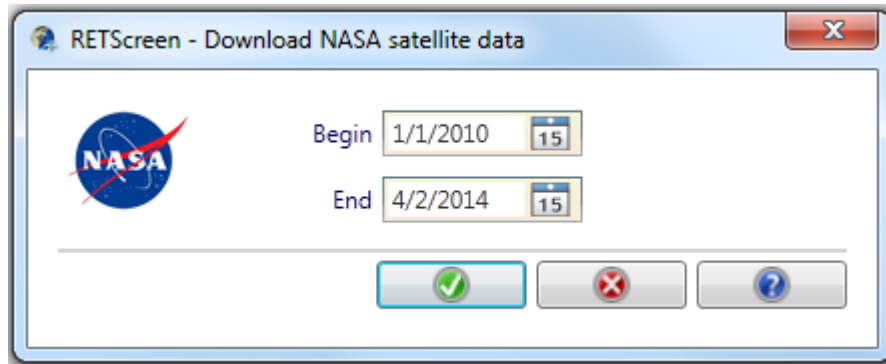 RETScreen - Download NASA satellite data
NASA
Begin 1/1/2010 15
End 4/2/2014 15